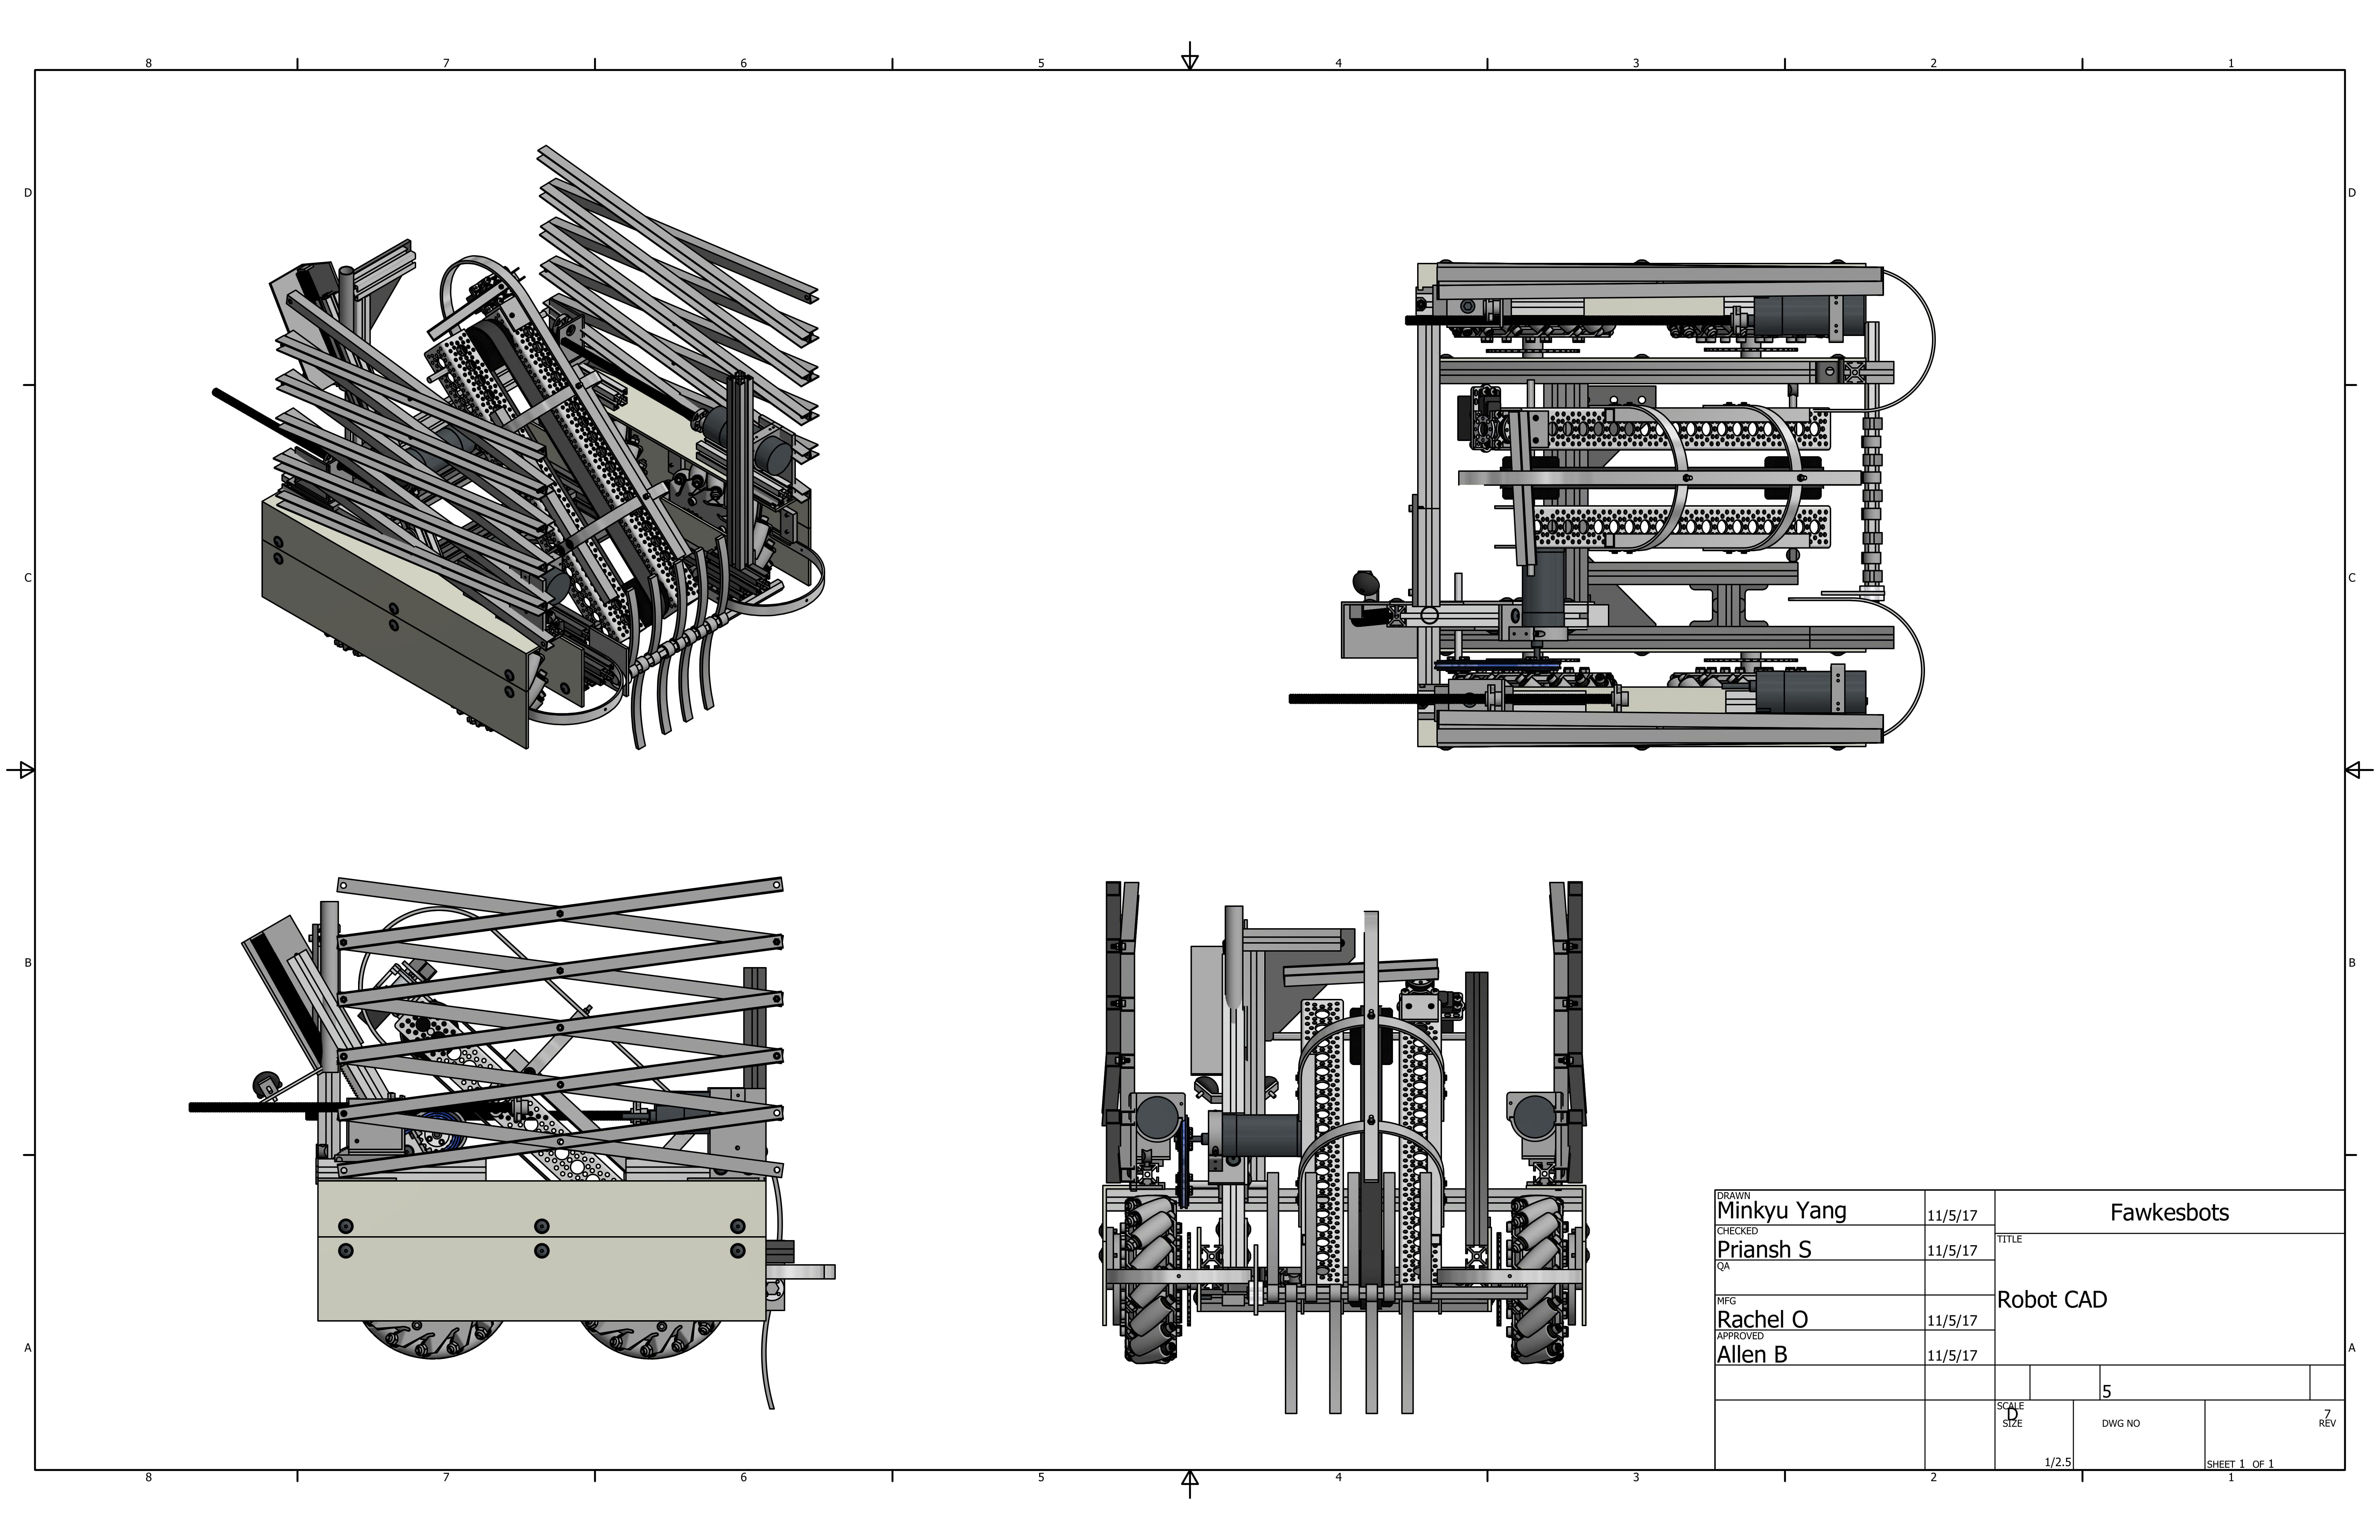 8 7 6 5 4 3 2 1
D D
C C
B B
A A
DRAWN
Minkyu Yang 11/5/17
CHECKED
Priansh S 11/5/17
QA
MFG
Rachel O 11/5/17
APPROVED
Allen B 11/5/17
Fawkesbots
TITLE
Robot CAD
5
SCALE
D
SIZE
DWG NO
7
REV
1/2.5
SHEET 1 OF 1
8 7 6 5 4 3 2 1